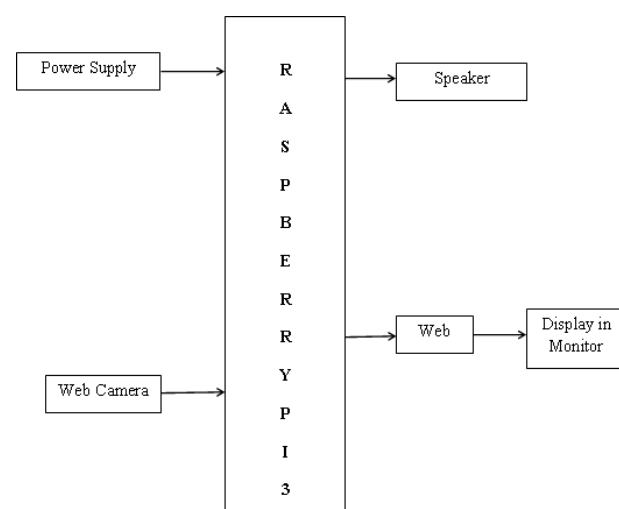 Power Supply
R
A
S
P
B
E
R
R
Y
P
I
3
Speaker
Web
Display in
Monitor
Web Camera